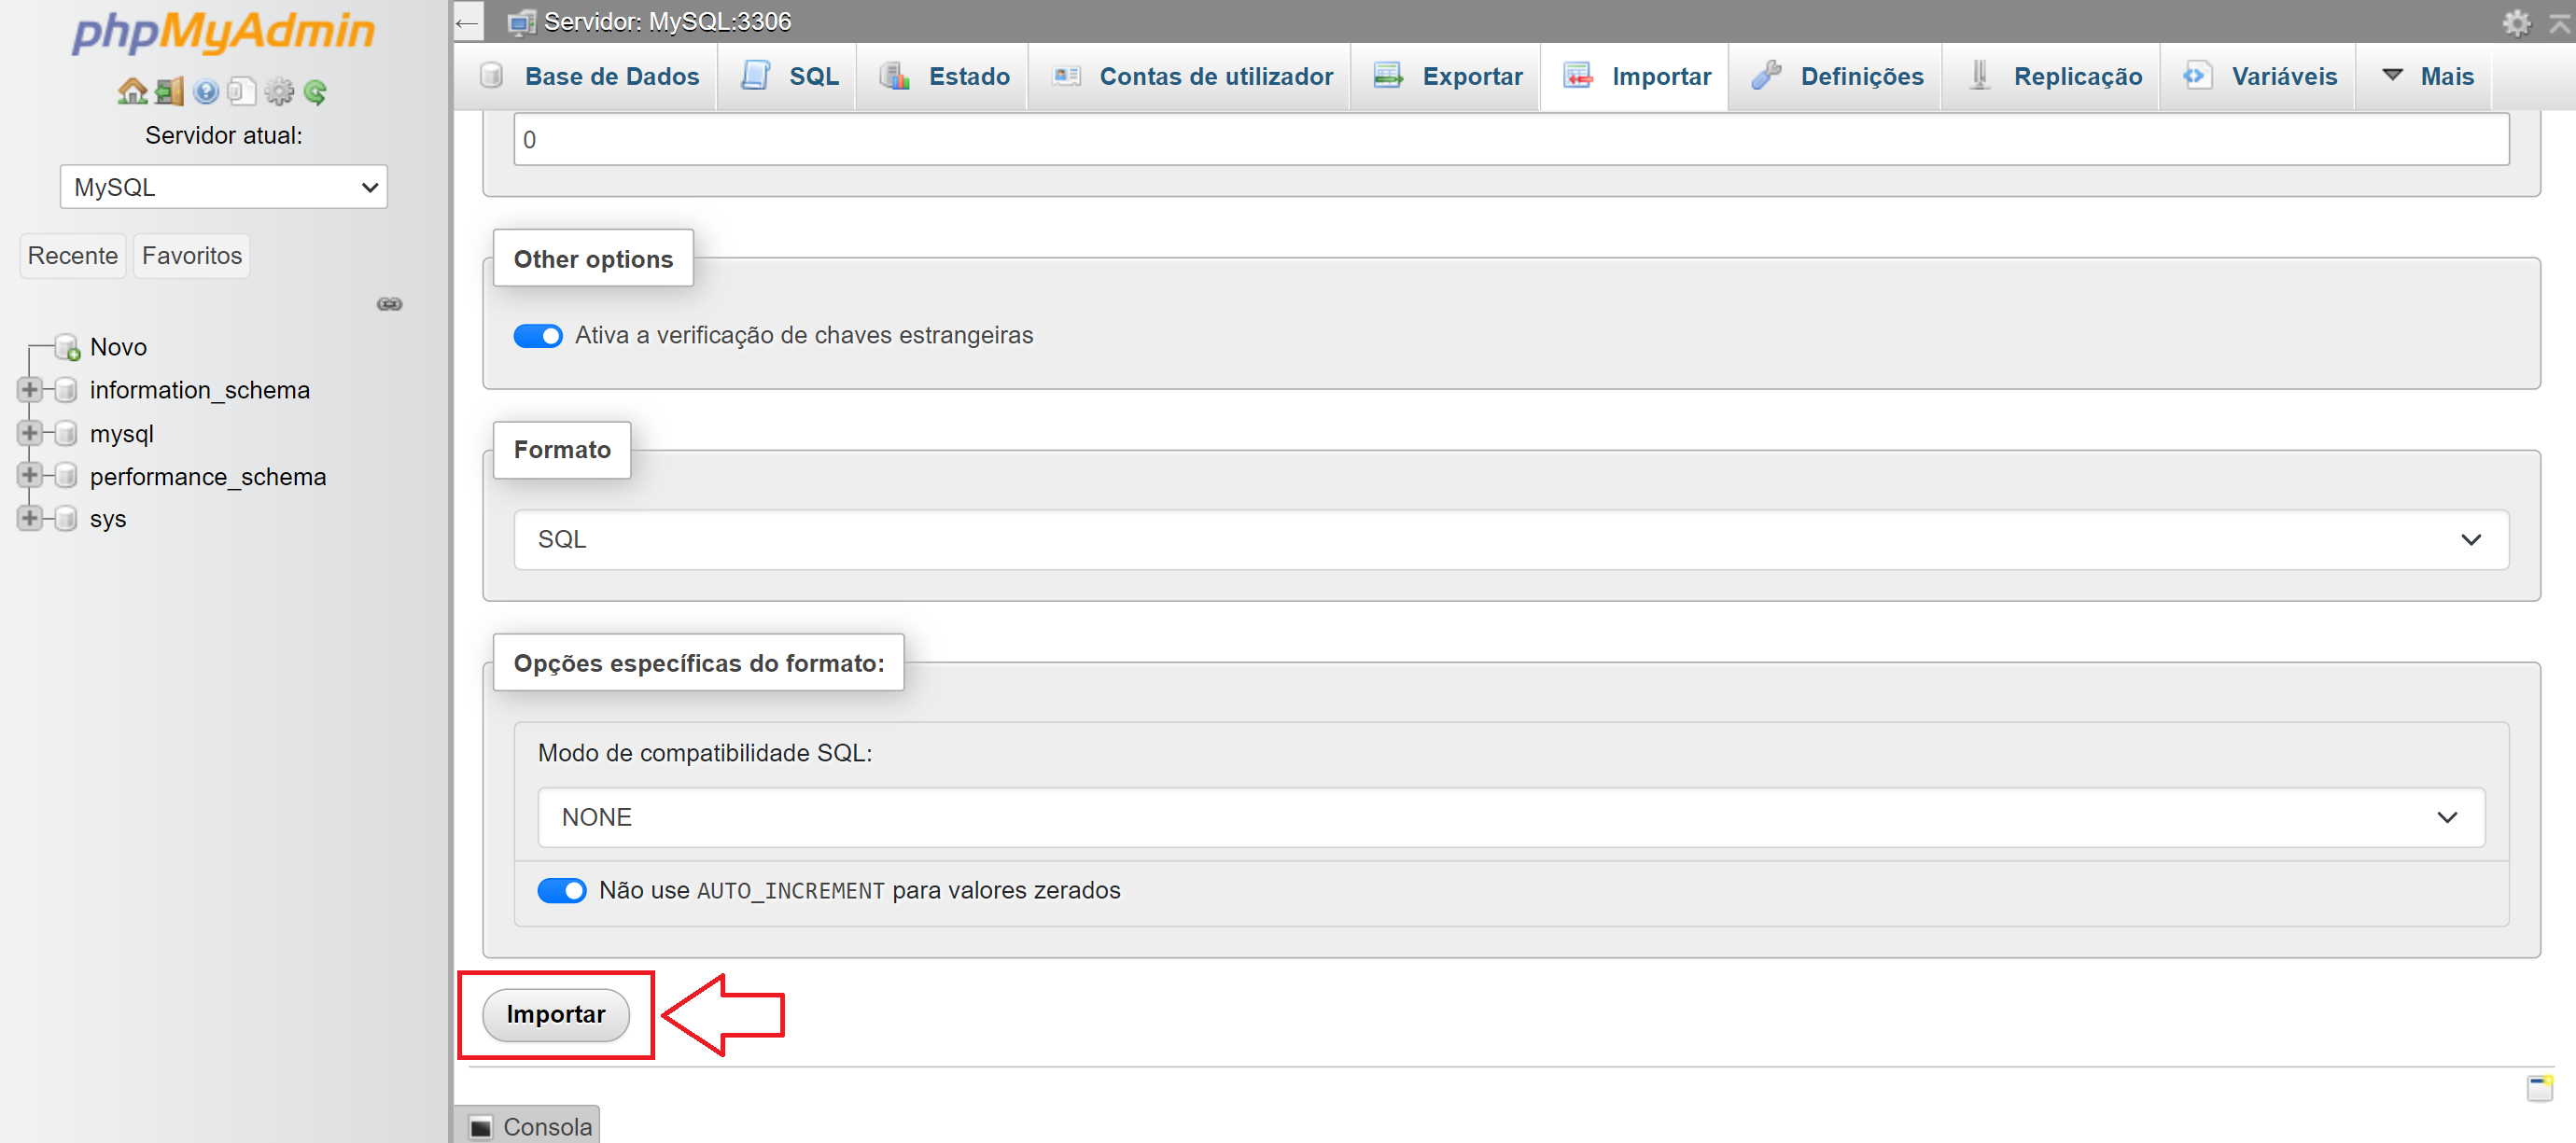 phpMyAdmin
Servidor atual:
MySQL
Recente Favoritos
Novo
information_schema
mysql
performance_schema
sys
Servidor: MySQL:3306
Base de Dados SQL Estado Contas de utilizador Exportar Importar Definições Replicação Variáveis Mais
0
Other options
Ativa a verificação de chaves estrangeiras
Formato
SQL
Opções específicas do formato:
Modo de compatibilidade SQL:
NONE
Não use AUTO_INCREMENT para valores zerados
Importar
Consola